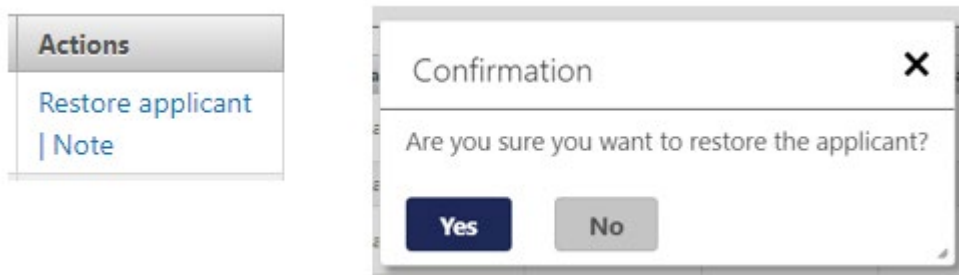 Actions
Restore applicant
| Note
Confirmation
Are you sure you want to restore the applicant?
Yes
No